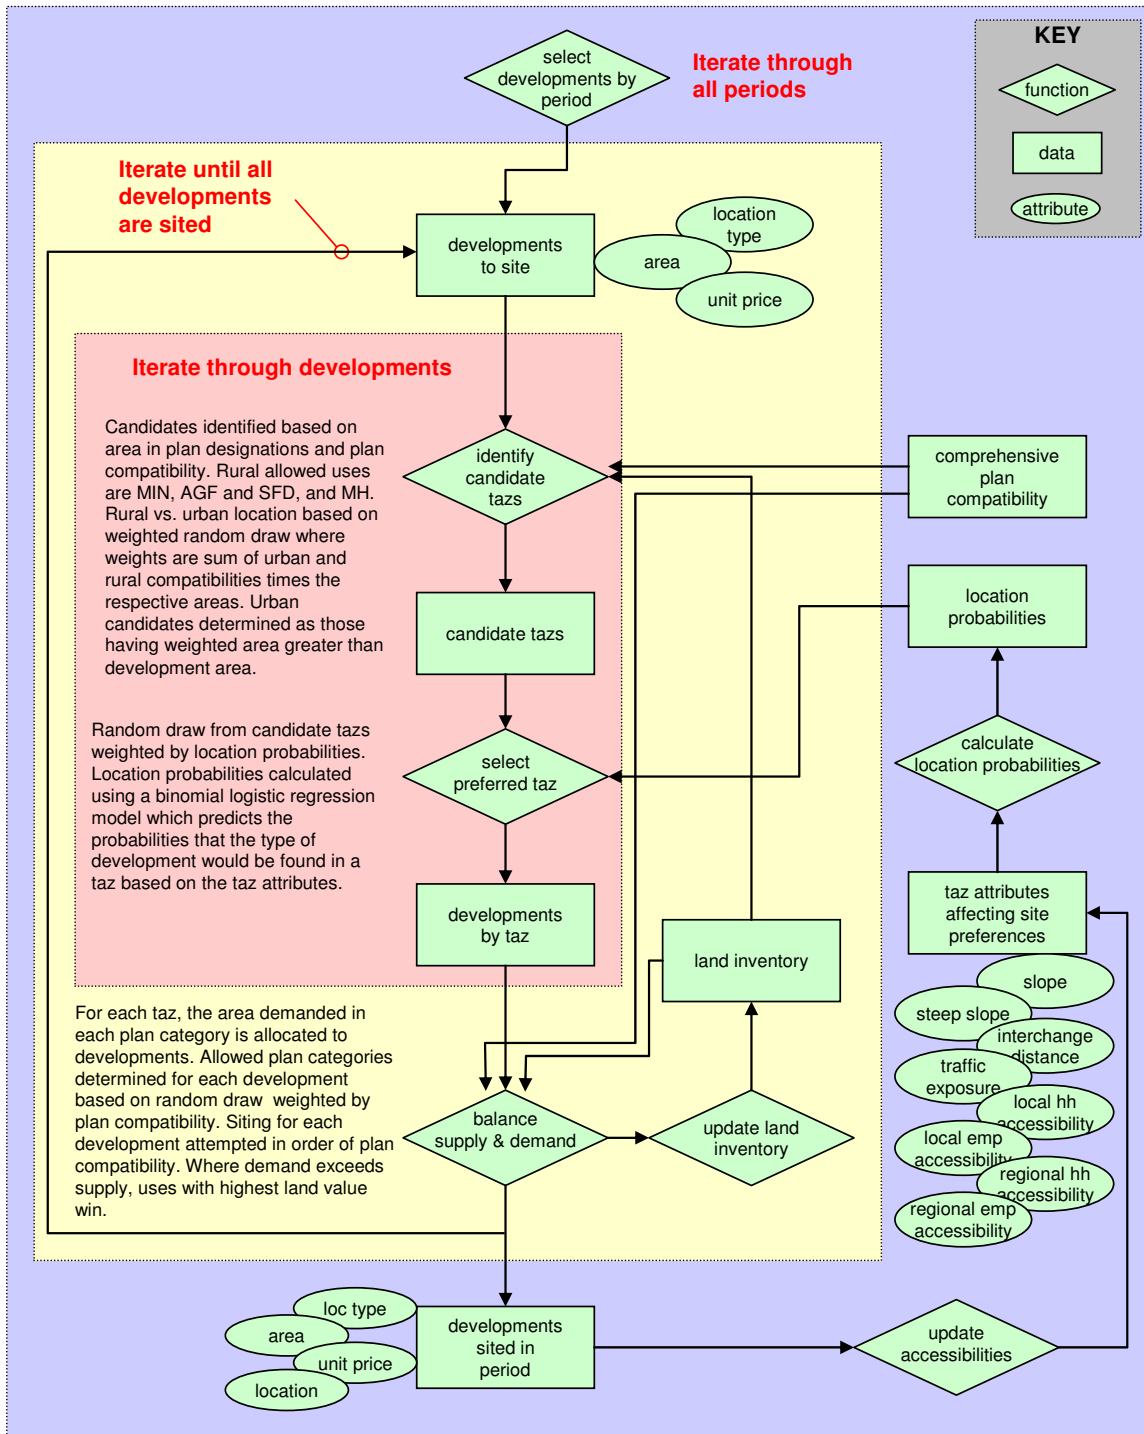 select
developments by
period
Iterate through
all periods
KEY
function
data
attribute
Iterate until all
developments
are sited
developments
to site
location
type
area
unit price
Iterate through developments
Candidates identified based on
area in plan designations and plan
compatibility. Rural allowed uses
are MIN, AGF and SFD, and MH.
Rural vs. urban location based on
weighted random draw where
weights are sum of urban and
rural compatibilities times the
respective areas. Urban
candidates determined as those
having weighted area greater than
development area.
identify
candidate
tazs
comprehensive
plan
compatibility
candidate tazs
location
probabilities
Random draw from candidate tazs
weighted by location probabilities.
Location probabilities calculated
using a binomial logistic regression
model which predicts the
probabilities that the type of
development would be found in a
taz based on the taz attributes.
select
preferred taz
calculate
location probabilities
developments
by taz
land inventory
taz attributes
affecting site
preferences
slope
steep slope
interchange
distance
traffic
exposure
local hh
accessibility
local emp
accessibility
regional hh
accessibility
regional emp
accessibility
For each taz, the area demanded in
each plan category is allocated to
developments. Allowed plan categories
determined for each development
based on random draw weighted by
plan compatibility. Siting for each
development attempted in order of plan
compatibility. Where demand exceeds
supply, uses with highest land value
win.
balance
supply & demand
update land
inventory
loc type
area
unit price
location
developments
sited in
period
update
accessibilities